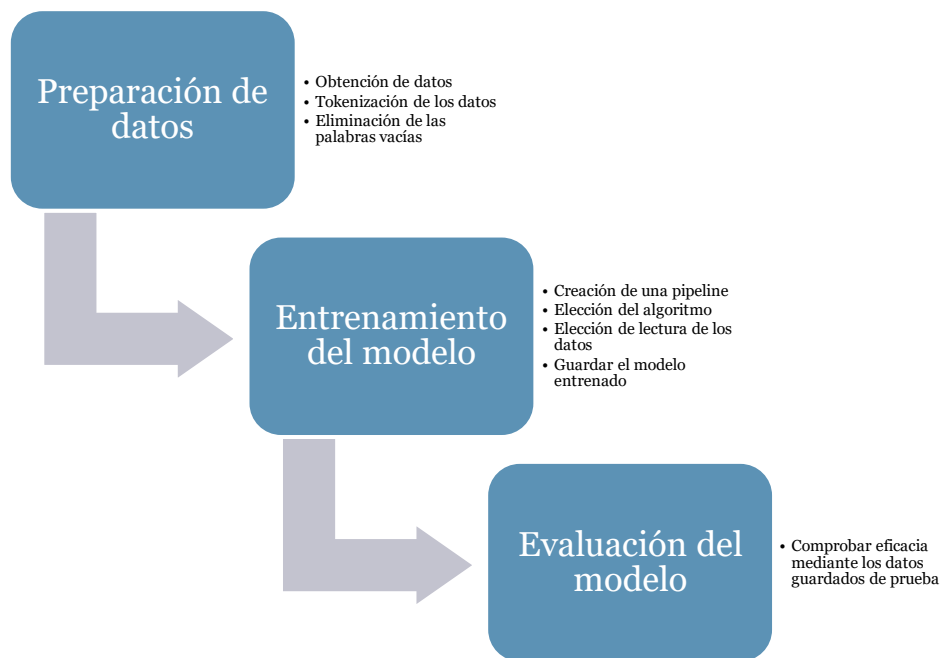 Preparación de
datos
• Obtención de datos
• Tokenización de los datos
• Eliminación de las
palabras vacías
Entrenamiento
del modelo
• Creación de una pipeline
• Elección del algoritmo
• Elección de lectura de los
datos
• Guardar el modelo
entrenado
Evaluación del
modelo
• Comprobar eficacia
mediante los datos
guardados de prueba